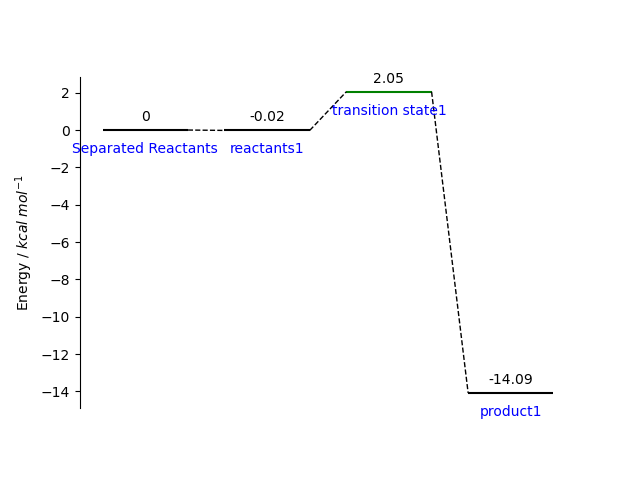 2.05
2
transition state1
0
-0.02
0
Separated Reactants
reactants1
−2
−4
−6
−8
−10
−12
−14
Energy / kcal mol⁻¹
-14.09
product1